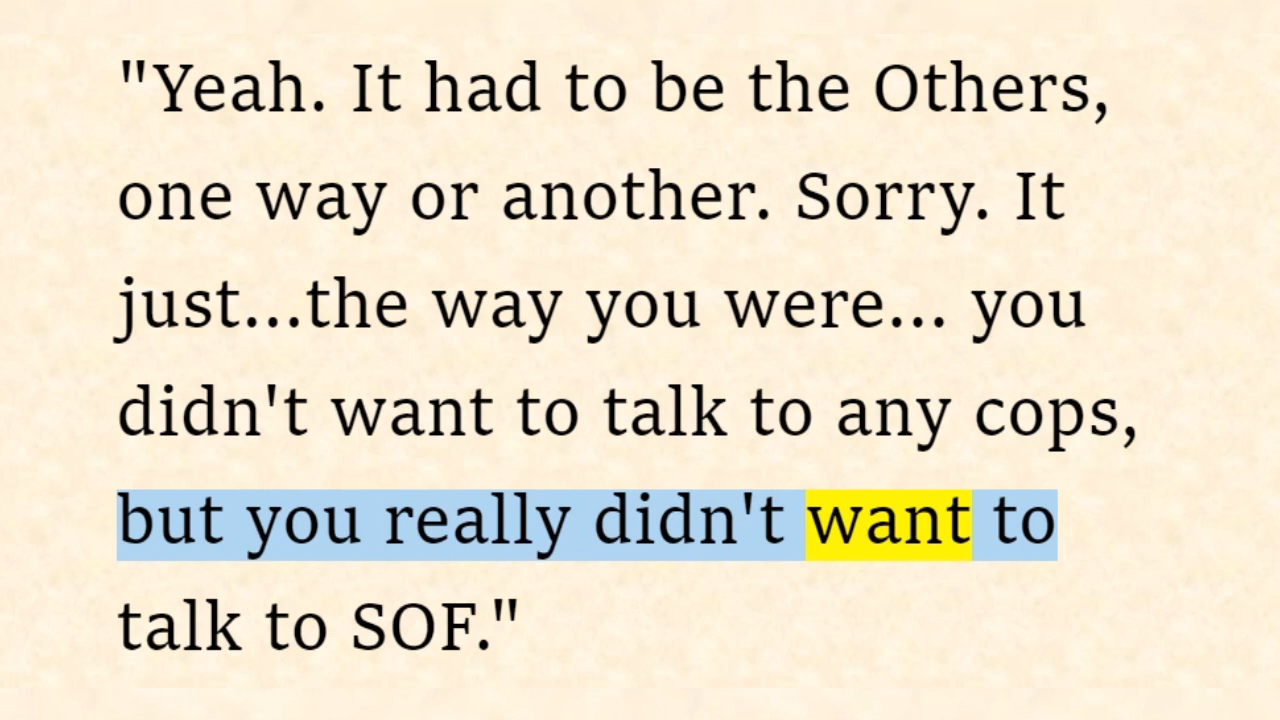 "Yeah. It had to be the Others,
one way or another. Sorry. It
just...the way you were... you
didn't want to talk to any cops,
but you really didn't want to
talk to SOF."